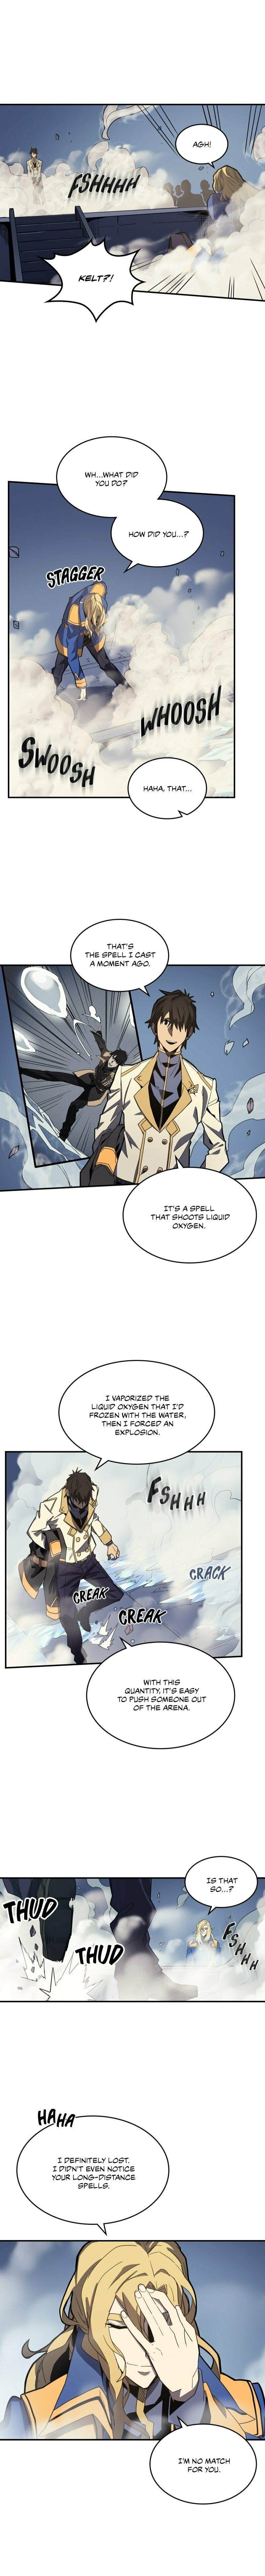 AGH!
FSHHHH
KELT?!
WH...WHAT DID
YOU DO?
HOW DID YOU...?
STAGGER
WHOOSH
SWOOSH
HAHA, THAT...
THAT'S
THE SPELL I CAST
A MOMENT AGO.
IT'S A SPELL
THAT SHOOTS LIQUID
OXYGEN.
I VAPORIZED THE
LIQUID OXYGEN THAT I'D
FROZEN WITH THE WATER,
THEN I FORCED AN
EXPLOSION.
FSHHH
CRACK
CREAK
CREAK
WITH THIS
QUANTITY, IT'S EASY
TO PUSH SOMEONE OUT
OF THE ARENA.
IS THAT
SO...?
THUD
THUD
FSHHH
HAHA
I DEFINITELY LOST.
I DIDN'T EVEN NOTICE
YOUR LONG-DISTANCE
SPELLS.
I'M NO MATCH
FOR YOU.